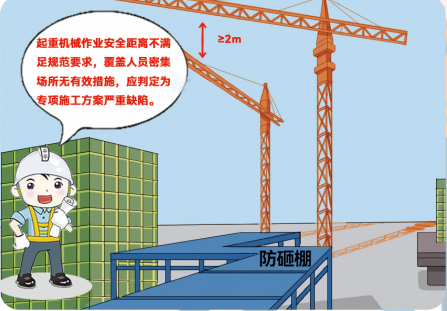 起重机械作业安全距离不满
足规范要求，覆盖人员密集
场所无有效措施，应判定为
专项施工方案严重缺陷。
≥2m
防砸棚